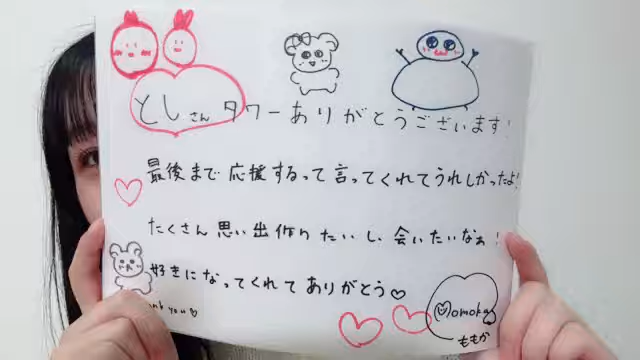 としさん タワーありがとうございます!
最後まで応援するって言ってくれてうれしかったよ!
たくさん思い出作りたいし、会いたいなぁ!
好きになってくれてありがとう♡
you♡
Momoka
ももか